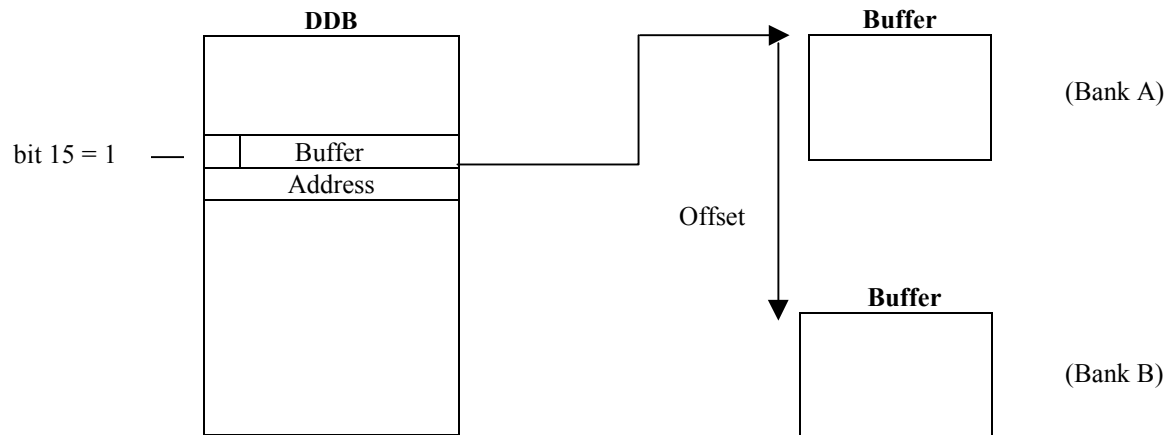 DDB
Buffer
(Bank A)
bit 15 = 1
Buffer
Address
Offset
Buffer
(Bank B)